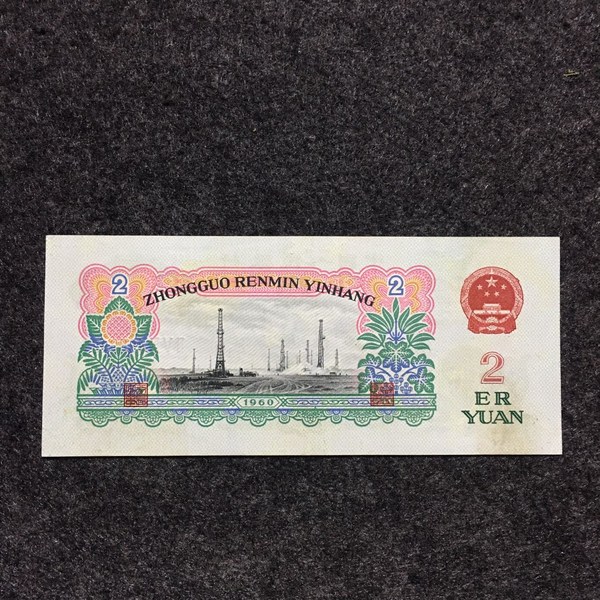 2 2
ZHONGGUO RENMIN YINHANG
1960
2
ER
YUAN